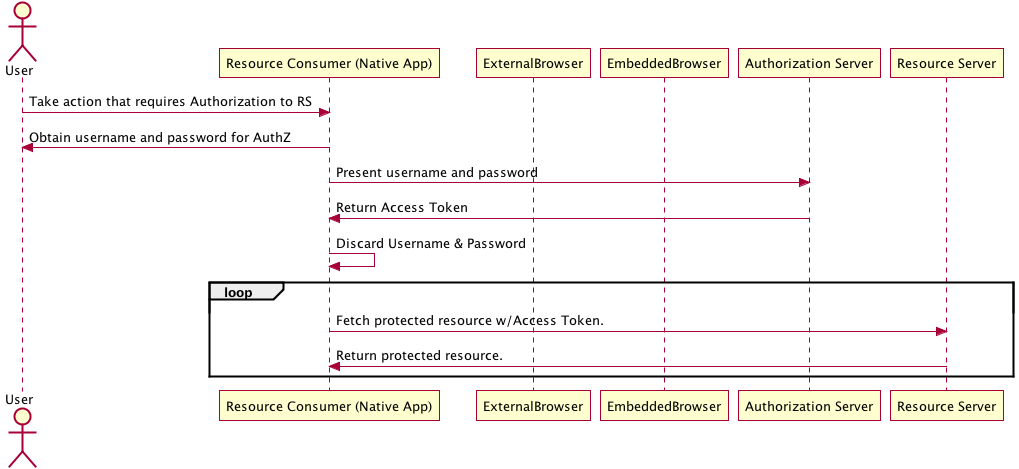 User
Resource Consumer (Native App)
ExternalBrowser
EmbeddedBrowser
Authorization Server
Resource Server
Take action that requires Authorization to RS
Obtain username and password for AuthZ
Present username and password
Return Access Token
Discard Username & Password
loop
Fetch protected resource w/Access Token.
Return protected resource.
User
Resource Consumer (Native App)
ExternalBrowser
EmbeddedBrowser
Authorization Server
Resource Server